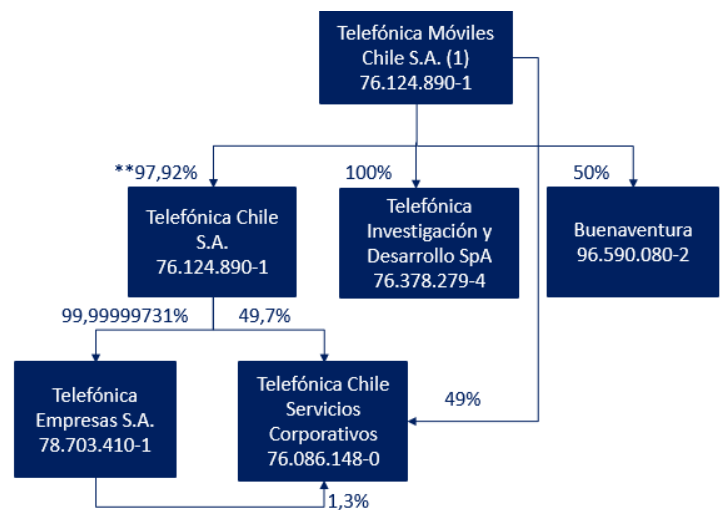 Telefónica Móviles
Chile S.A. (1)
76.124.890-1
**97,92%
100%
50%
Telefónica Chile
S.A.
76.124.890-1
Telefónica
Investigación y
Desarrollo SpA
76.378.279-4
Buenaventura
96.590.080-2
99,99999731%
49,7%
Telefónica
Empresas S.A.
78.703.410-1
Telefónica Chile
Servicios
Corporativos
76.086.148-0
49%
1,3%